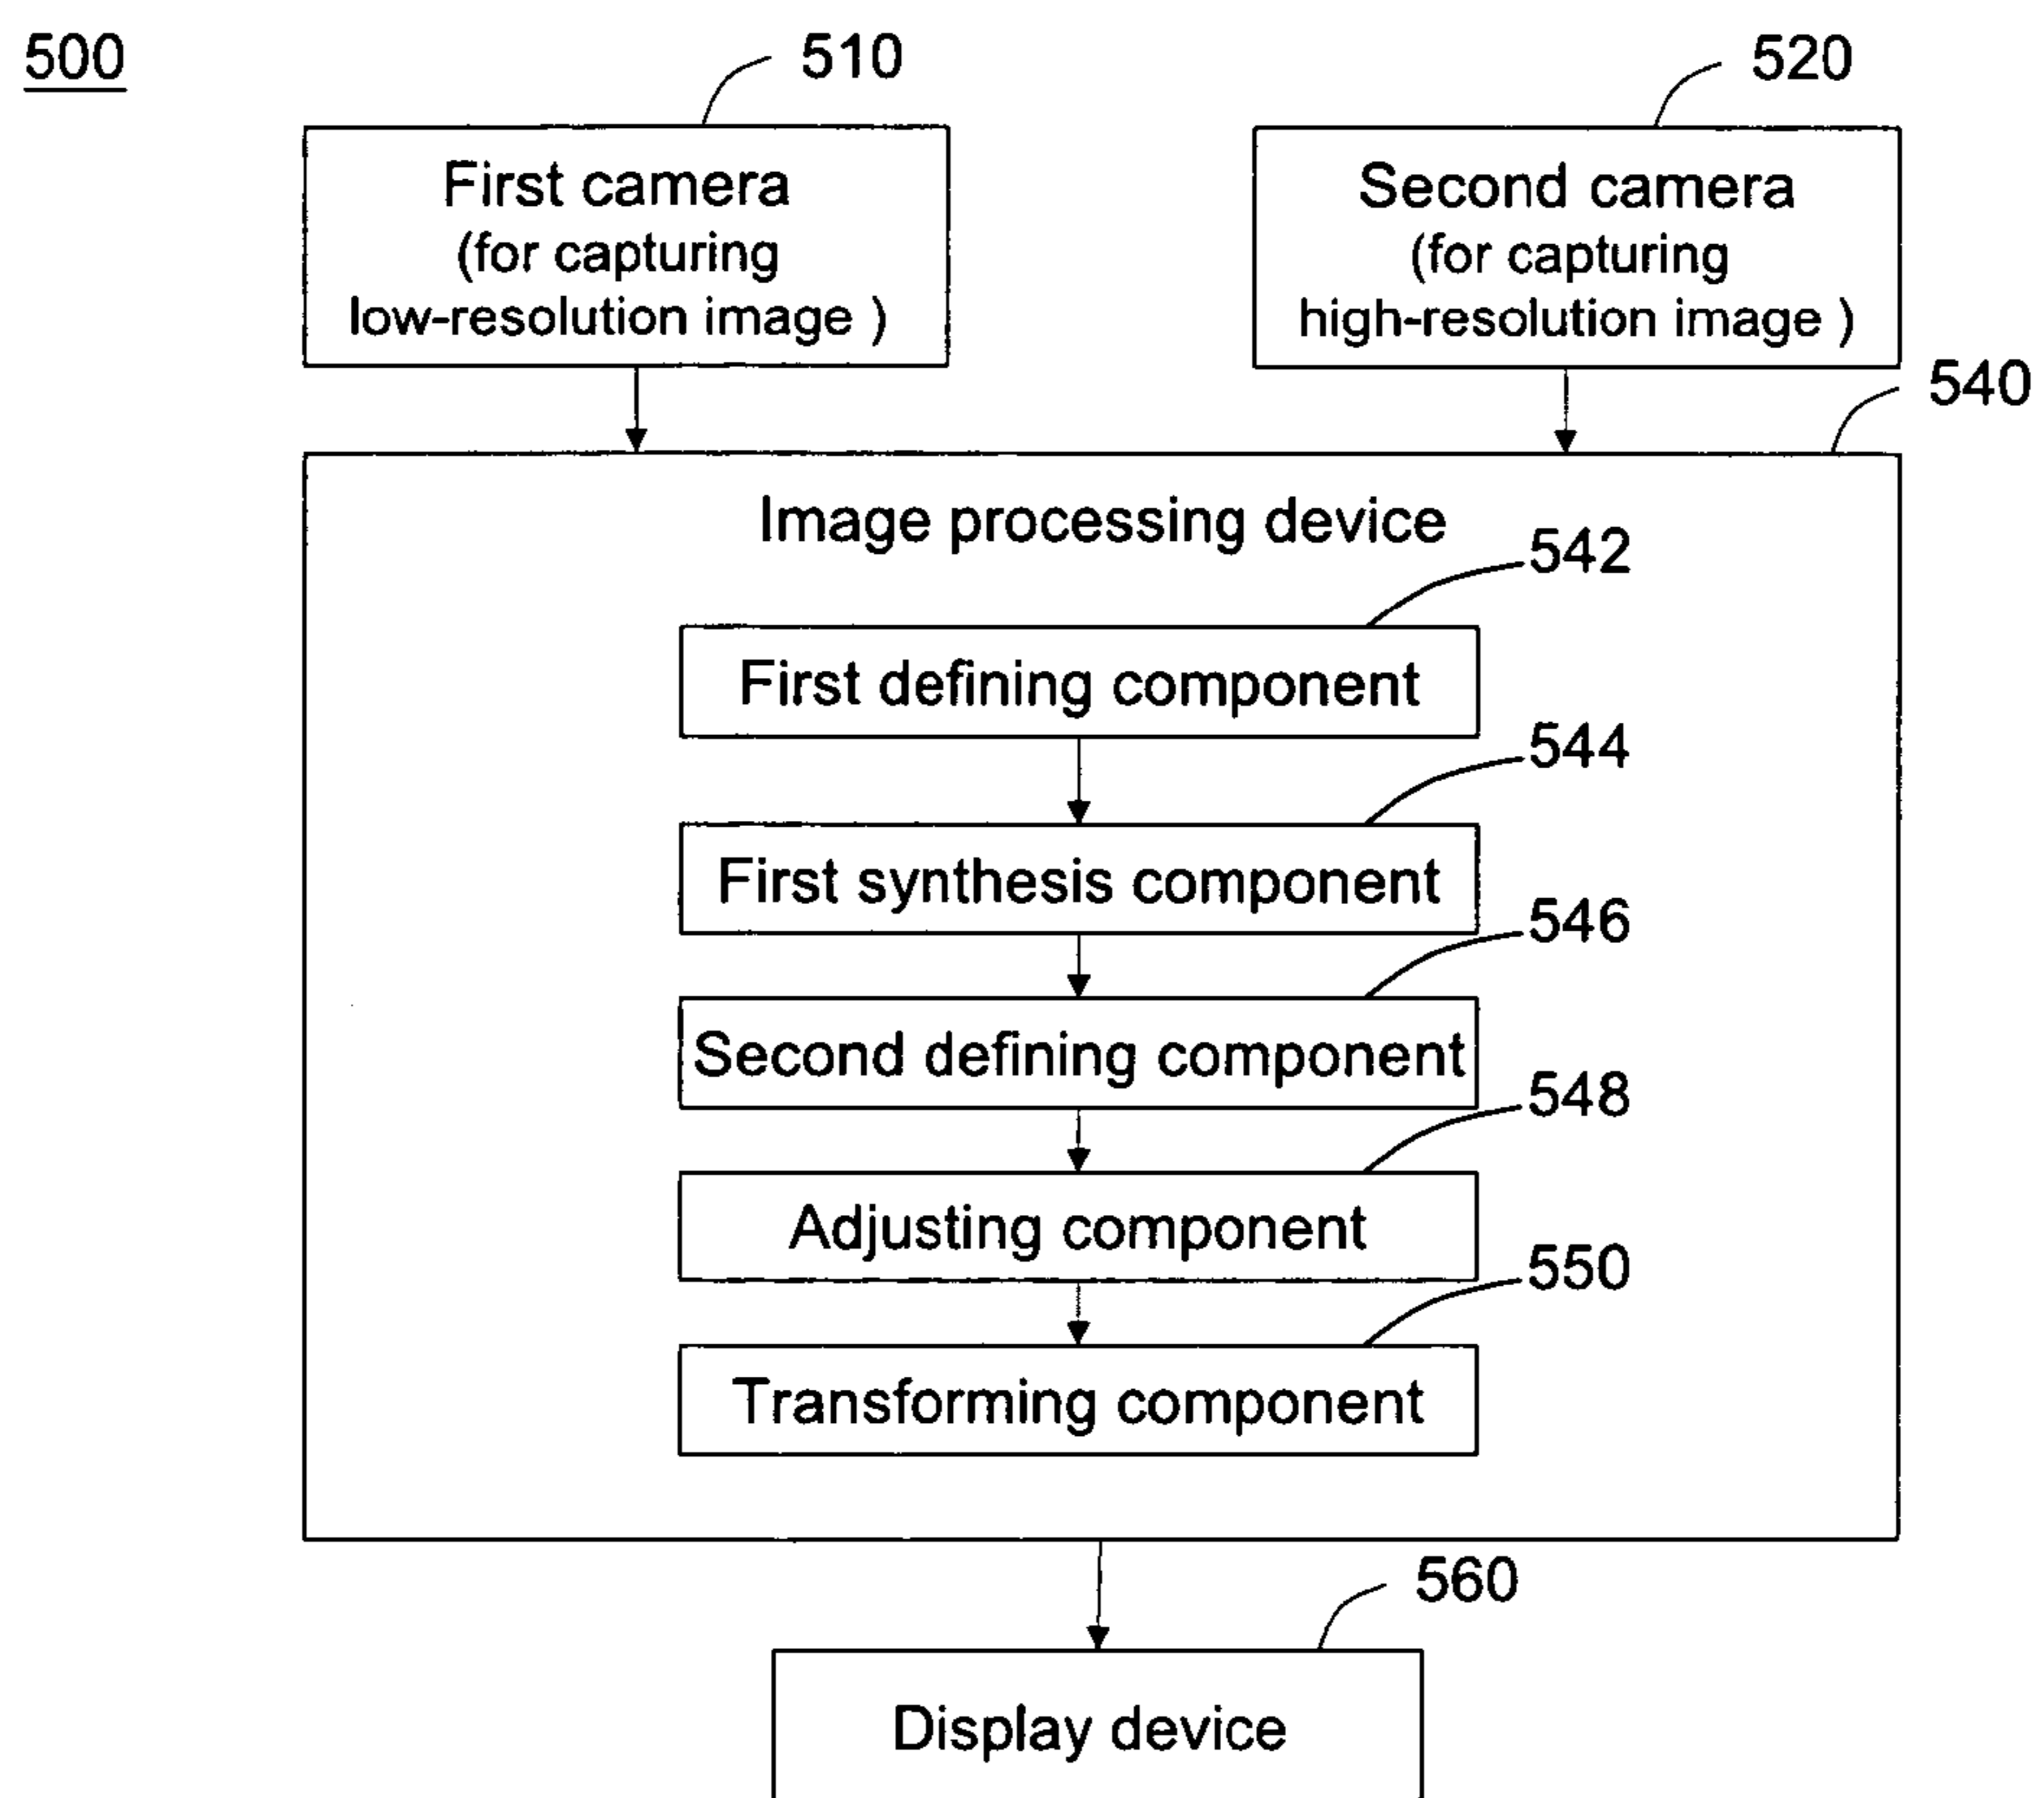 500
510
520
First camera
(for capturing
low-resolution image )
Second camera
(for capturing
high-resolution image )
540
Image processing device
542
First defining component
544
First synthesis component
546
Second defining component
548
Adjusting component
550
Transforming component
560
Display device